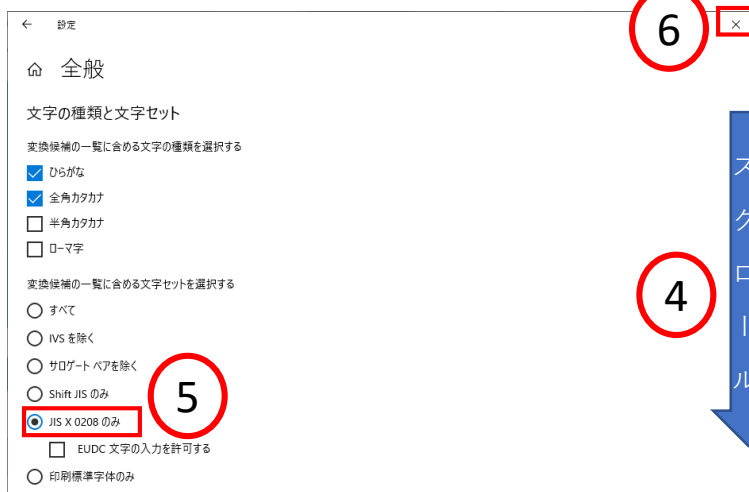 ← 設定
6
×
全般
文字の種類と文字セット
変換候補の一覧に含める文字の種類を選択する
ひらがな
全角カタカナ
半角カタカナ
ローマ字
変換候補の一覧に含める文字セットを選択する
すべて
IVS を除く
サロゲート ペアを除く
Shift JIS のみ
5
JIS X 0208 のみ
EUDC 文字の入力を許可する
印刷標準字体のみ
4
スクロール